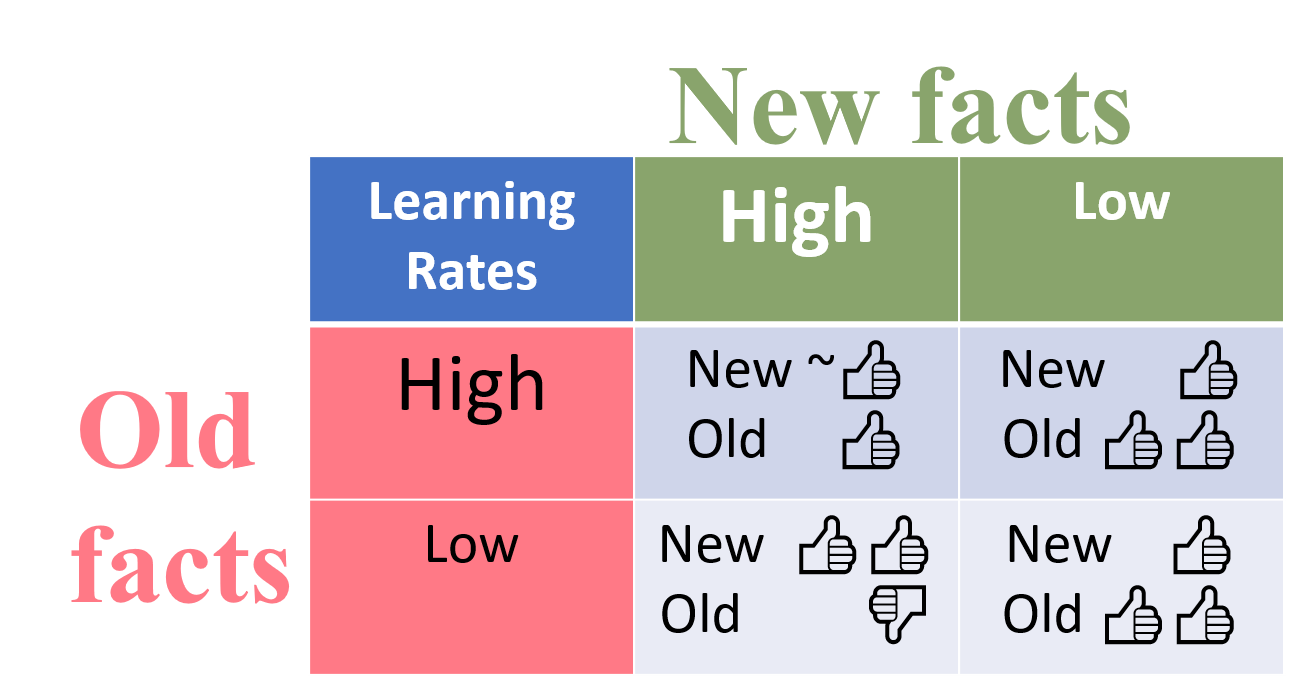 New facts
Learning
Rates
High
Low
Old
facts
High
New ~👍
Old 👍
New 👍
Old 👍👍
Low
New 👍👍
Old 👎
New 👍
Old 👍👍